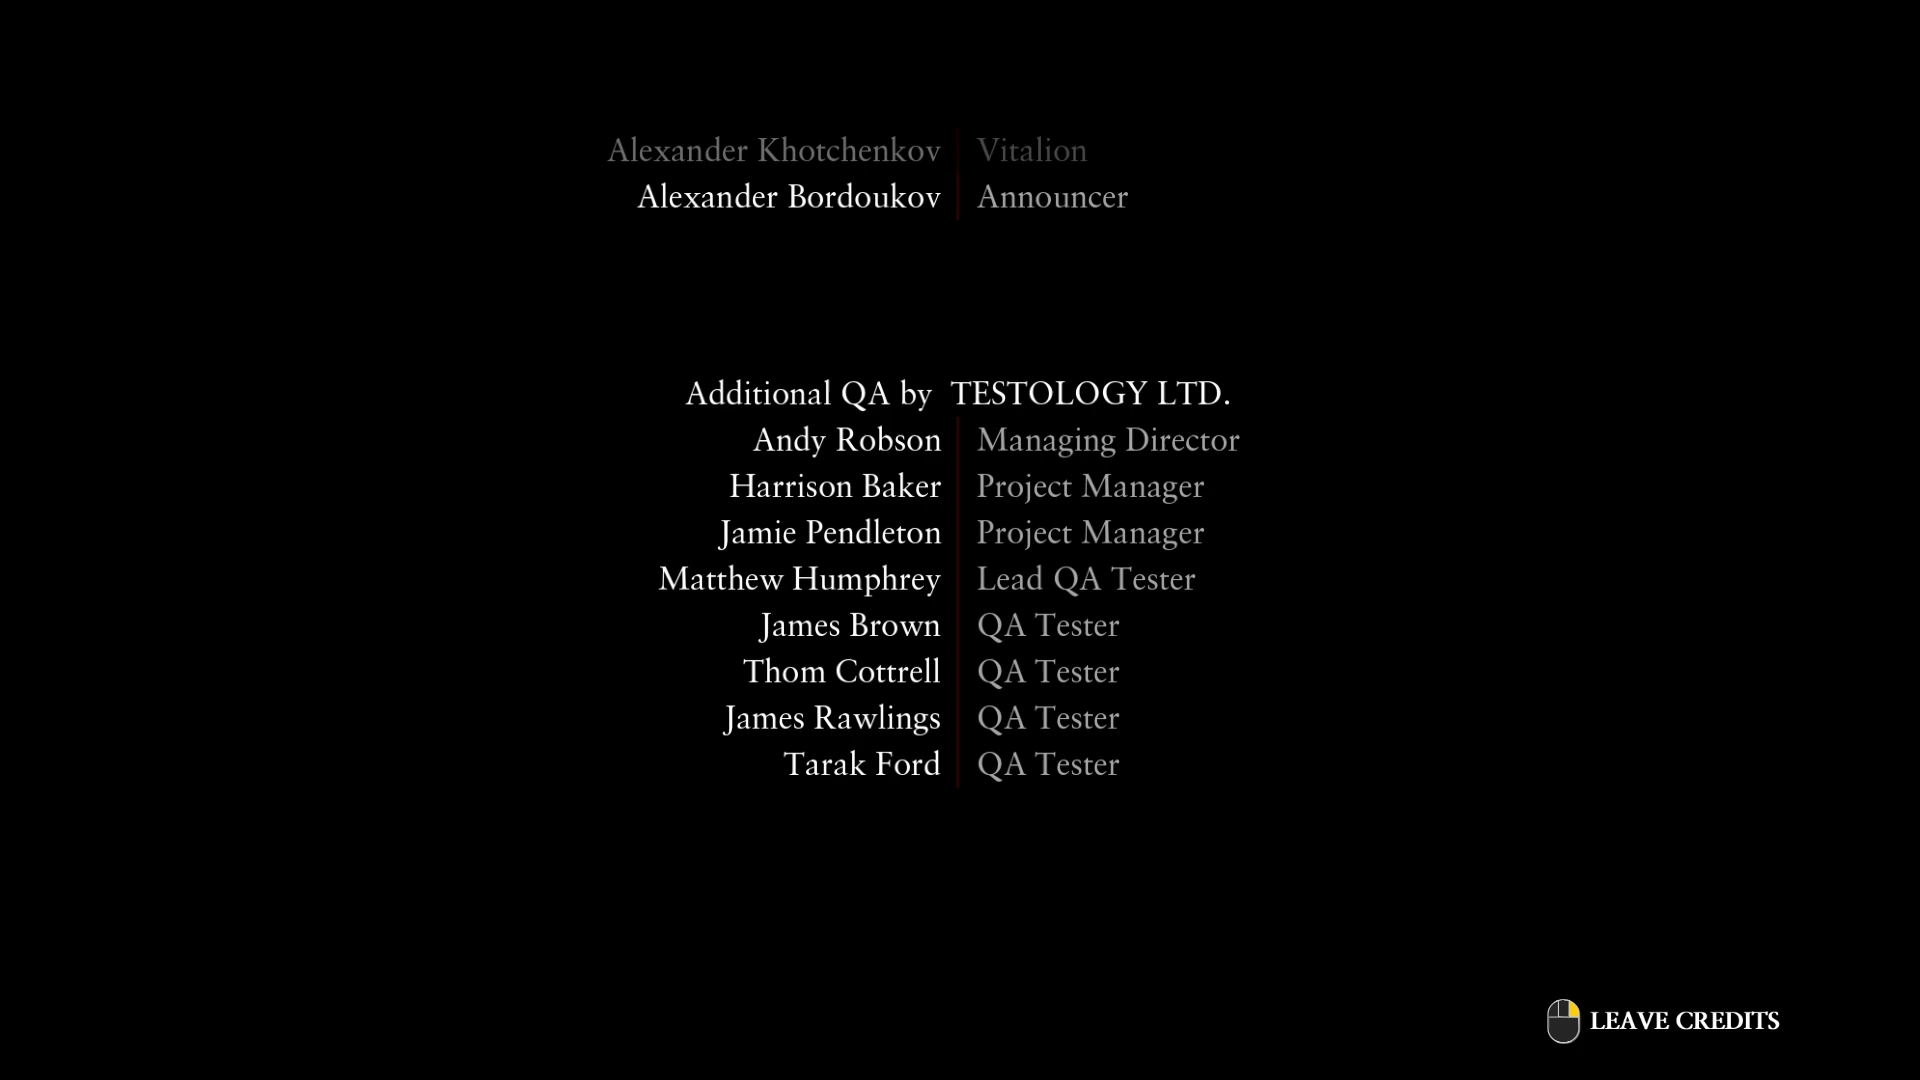 Alexander Khotchenkov Vitalion
Alexander Bordoukov Announcer
Additional QA by TESTOLOGY LTD.
Andy Robson Managing Director
Harrison Baker Project Manager
Jamie Pendleton Project Manager
Matthew Humphrey Lead QA Tester
James Brown QA Tester
Thom Cottrell QA Tester
James Rawlings QA Tester
Tarak Ford QA Tester
LEAVE CREDITS